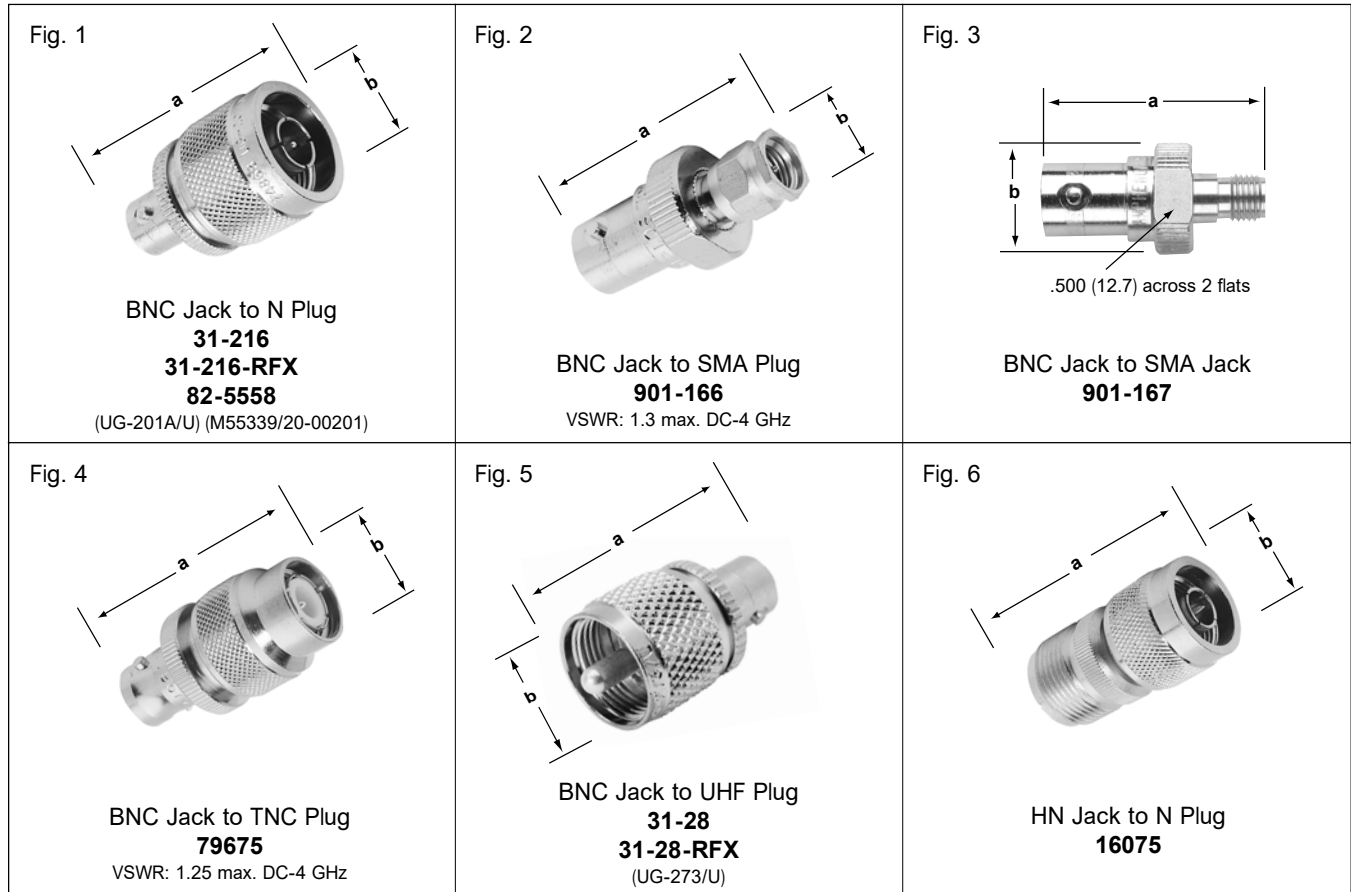 Fig. 1
a
b
BNC Jack to N Plug
31-216
31-216-RFX
82-5558
(UG-201A/U) (M55339/20-00201)
Fig. 2
a
b
BNC Jack to SMA Plug
901-166
VSWR: 1.3 max. DC-4 GHz
Fig. 3
a
b
.500 (12.7) across 2 flats
BNC Jack to SMA Jack
901-167
Fig. 4
a
b
BNC Jack to TNC Plug
79675
VSWR: 1.25 max. DC-4 GHz
Fig. 5
a
b
BNC Jack to UHF Plug
31-28
31-28-RFX
(UG-273/U)
Fig. 6
a
b
HN Jack to N Plug
16075